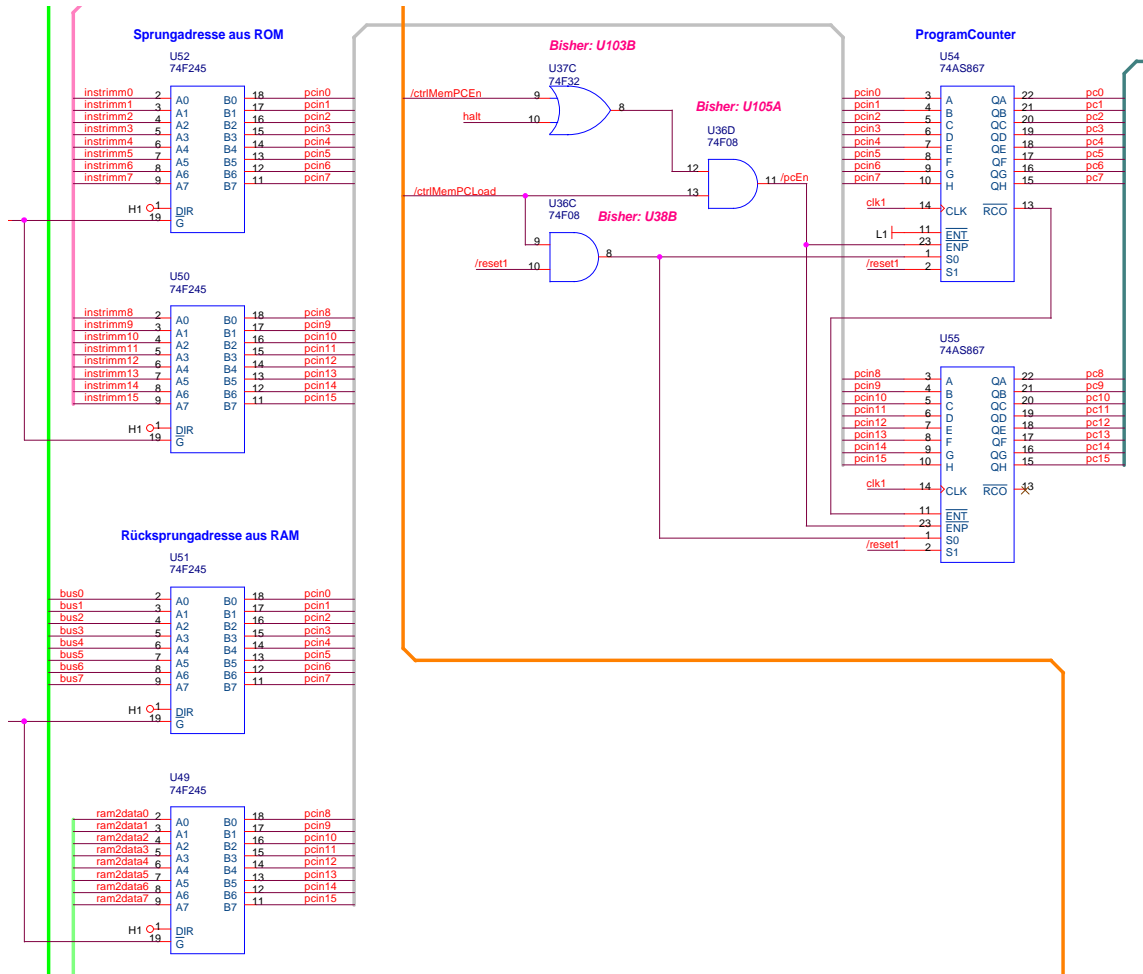 Sprungadresse aus ROM
U52
74F245
instrimm0 2 A0 B0 18 pcin0
instrimm1 3 A1 B1 17 pcin1
instrimm2 4 A2 B2 16 pcin2
instrimm3 5 A3 B3 15 pcin3
instrimm4 6 A4 B4 14 pcin4
instrimm5 7 A5 B5 13 pcin5
instrimm6 8 A6 B6 12 pcin6
instrimm7 9 A7 B7 11 pcin7
H1 1 DIR
19 G
U50
74F245
instrimm8 2 A0 B0 18 pcin8
instrimm9 3 A1 B1 17 pcin9
instrimm10 4 A2 B2 16 pcin10
instrimm11 5 A3 B3 15 pcin11
instrimm12 6 A4 B4 14 pcin12
instrimm13 7 A5 B5 13 pcin13
instrimm14 8 A6 B6 12 pcin14
instrimm15 9 A7 B7 11 pcin15
H1 1 DIR
19 G
Rücksprungadresse aus RAM
U51
74F245
bus0 2 A0 B0 18 pcin0
bus1 3 A1 B1 17 pcin1
bus2 4 A2 B2 16 pcin2
bus3 5 A3 B3 15 pcin3
bus4 6 A4 B4 14 pcin4
bus5 7 A5 B5 13 pcin5
bus6 8 A6 B6 12 pcin6
bus7 9 A7 B7 11 pcin7
H1 1 DIR
19 G
U49
74F245
ram2data0 2 A0 B0 18 pcin8
ram2data1 3 A1 B1 17 pcin9
ram2data2 4 A2 B2 16 pcin10
ram2data3 5 A3 B3 15 pcin11
ram2data4 6 A4 B4 14 pcin12
ram2data5 7 A5 B5 13 pcin13
ram2data6 8 A6 B6 12 pcin14
ram2data7 9 A7 B7 11 pcin15
H1 1 DIR
19 G
Bisher: U103B
U37C
74F32
/ctrlMemPCEn 9 8
halt 10
Bisher: U105A
U36D
74F08
12 11 /pcEn
/ctrlMemPCLoad 13
U36C
74F08
Bisher: U38B
9 8
/reset1 10
ProgramCounter
U54
74AS867
pcin0 3 A QA 22 pc0
pcin1 4 B QB 21 pc1
pcin2 5 C QC 20 pc2
pcin3 6 D QD 19 pc3
pcin4 7 E QE 18 pc4
pcin5 8 F QF 17 pc5
pcin6 9 G QG 16 pc6
pcin7 10 H QH 15 pc7
clk1 14 CLK RCO 13
L1 11 ENT
23 ENP
1 S0
/reset1 2 S1
U55
74AS867
pcin8 3 A QA 22 pc8
pcin9 4 B QB 21 pc9
pcin10 5 C QC 20 pc10
pcin11 6 D QD 19 pc11
pcin12 7 E QE 18 pc12
pcin13 8 F QF 17 pc13
pcin14 9 G QG 16 pc14
pcin15 10 H QH 15 pc15
clk1 14 CLK RCO 13
11 ENT
23 ENP
1 S0
/reset1 2 S1